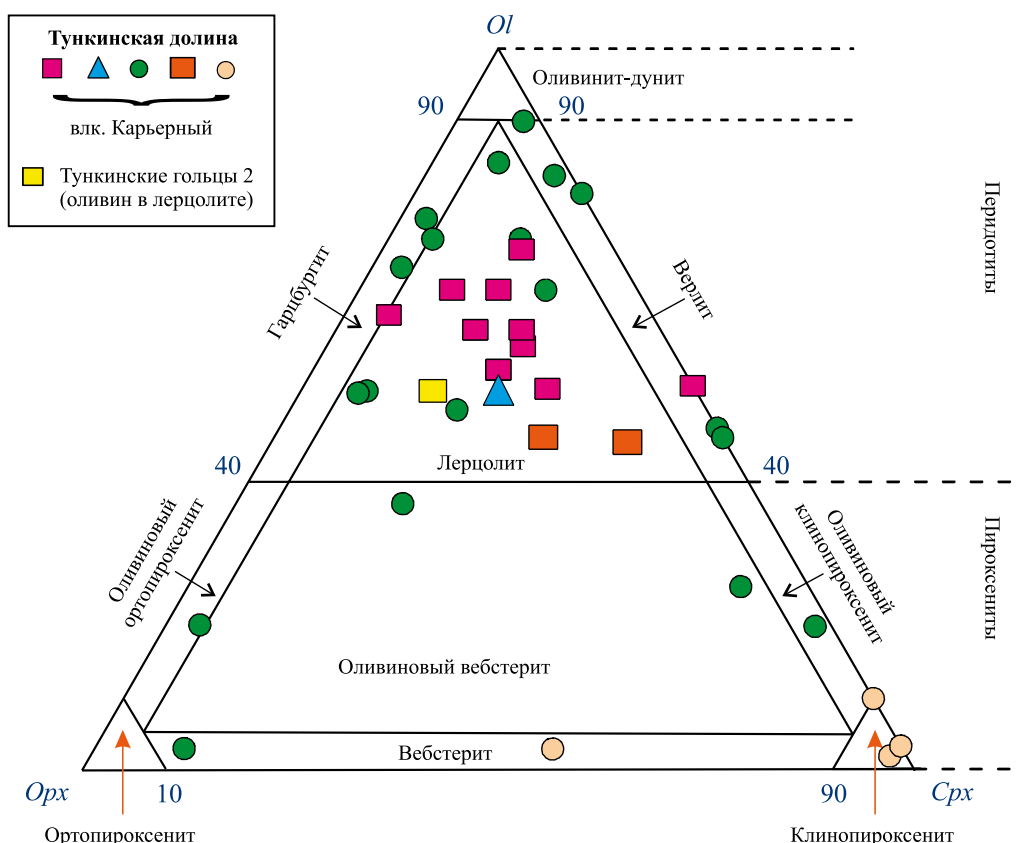 Тункинская долина
влк. Карьерный
Тункинские гольцы 2
(оливин в лерцолите)
Ol
Оливинит-дунит
90
90
Перидотиты
Гарцбургит
Верлит
40
Лерцолит
40
Оливиновый
ортопироксенит
Оливиновый
клинопироксенит
Пироксениты
Оливиновый вебстерит
Вебстерит
Opx
10
90
Cpx
Ортопироксенит
Клинопироксенит